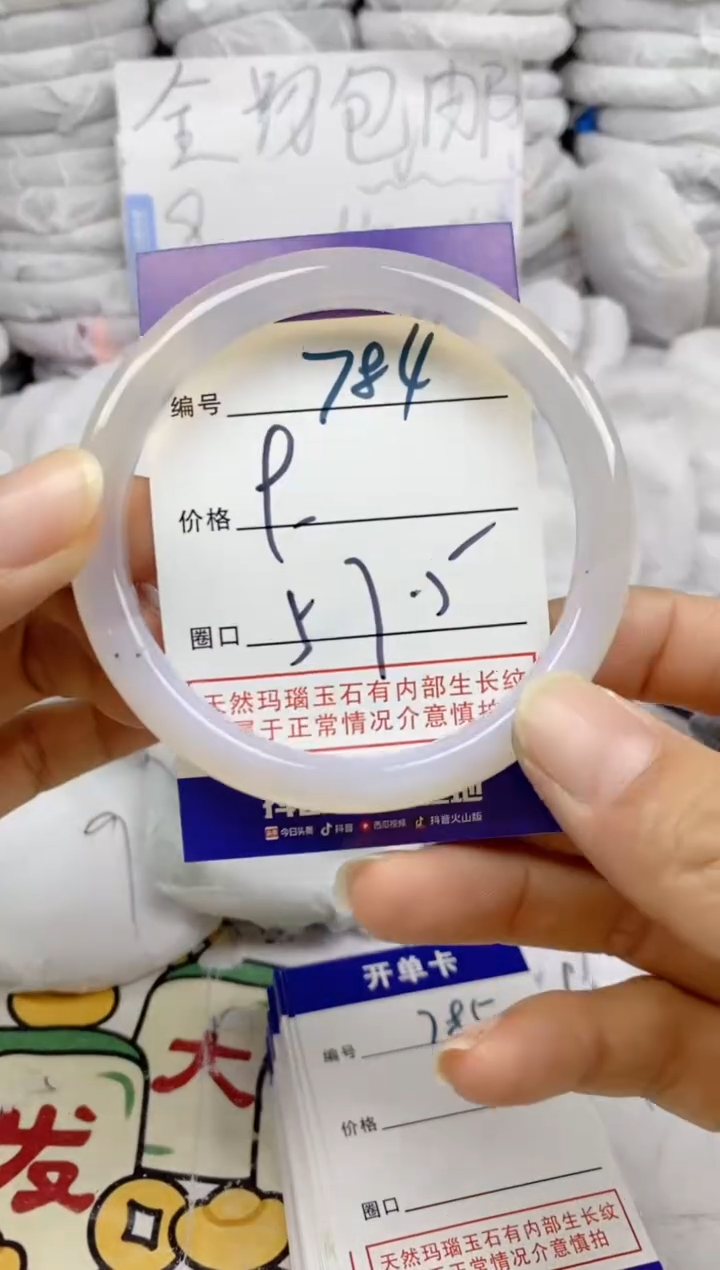 全场包邮
编号 784
价格
圈口 57.5
天然玛瑙玉石有内部生长纹
属于正常情况介意慎拍
今日头条 抖音 西瓜视频 抖音火山版
9
大
发
开单卡
编号 785
价格
圈口
天然玛瑙玉石有内部生长纹
正常情况介意慎拍